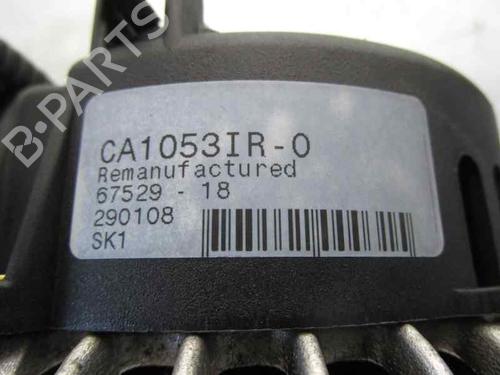 CA1053IR-0
Remanufactured
67529 - 18
290108
SK1
B-PARTS